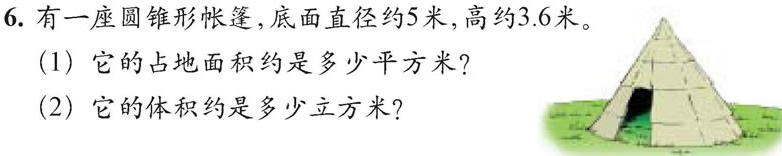 6. 有一座圆锥形帐篷,底面直径约5米,高约3.6米。
(1) 它的占地面积约是多少平方米?
(2) 它的体积约是多少立方米?